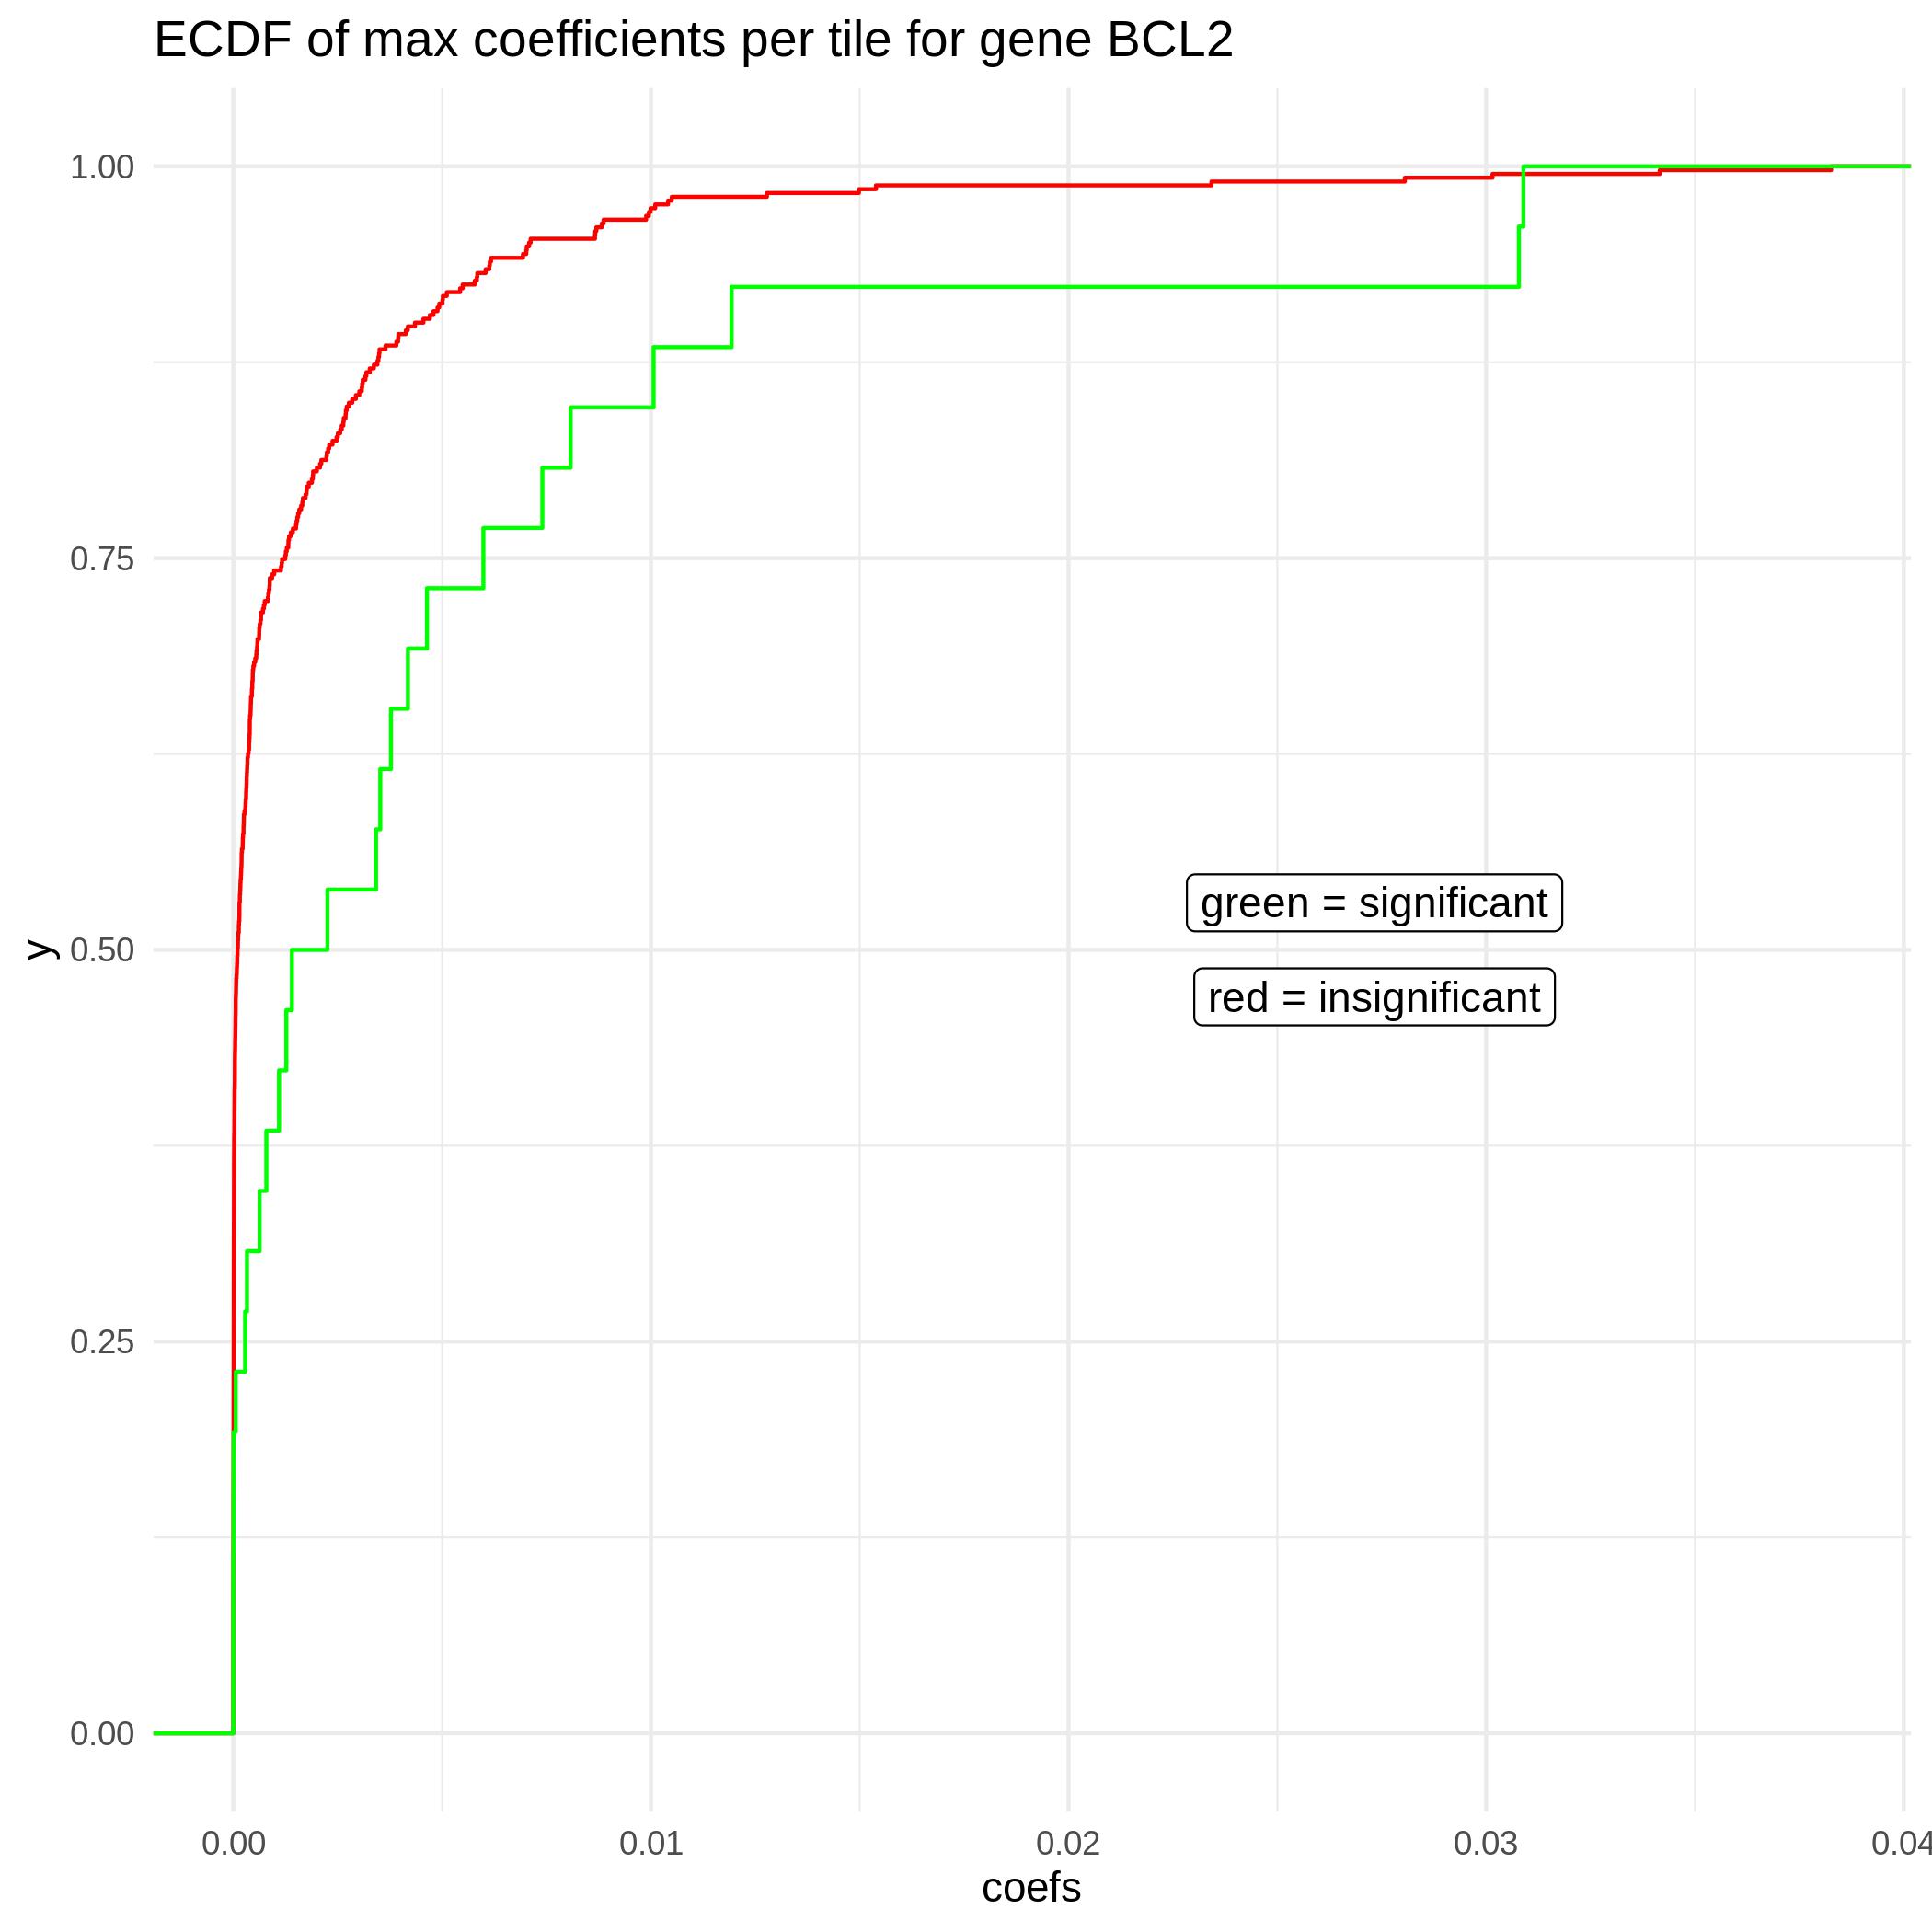 ECDF of max coefficients per tile for gene BCL2
1.00
0.75
0.50
0.25
0.00
y
green = significant
red = insignificant
0.00 0.01 0.02 0.03 0.04
coefs